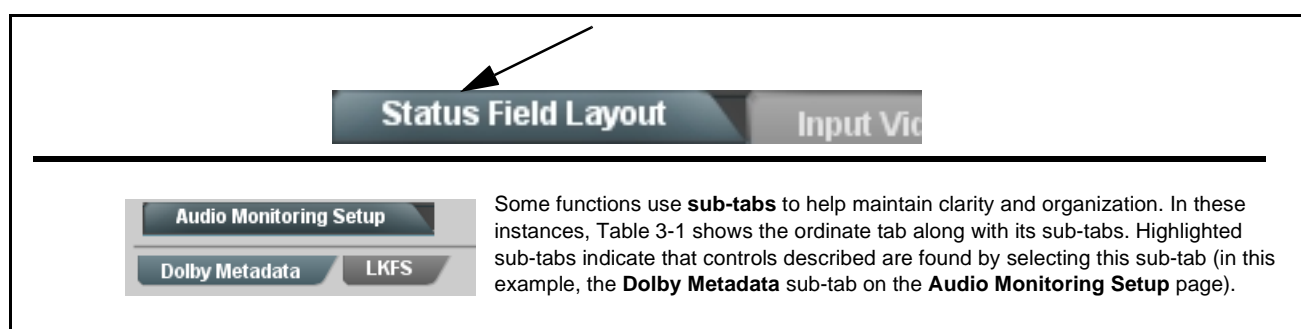 Status Field Layout
Input Vic
Audio Monitoring Setup
Dolby Metadata
LKFS
Some functions use sub-tabs to help maintain clarity and organization. In these
instances, Table 3-1 shows the ordinate tab along with its sub-tabs. Highlighted
sub-tabs indicate that controls described are found by selecting this sub-tab (in this
example, the Dolby Metadata sub-tab on the Audio Monitoring Setup page).